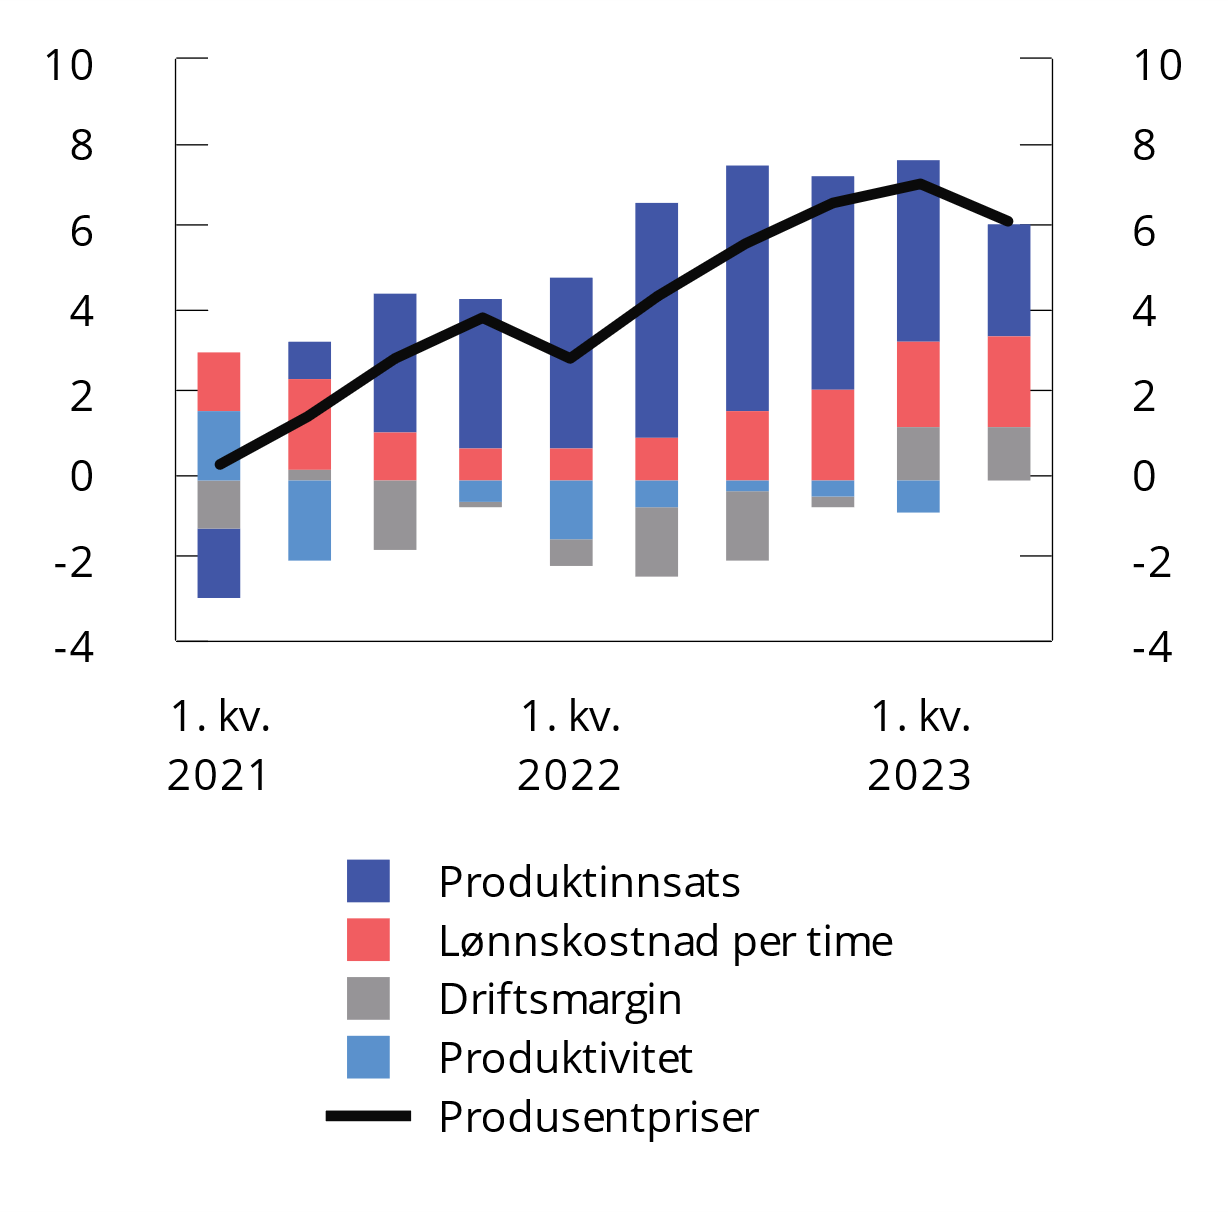 10 10
8 8
6 6
4 4
2 2
0 0
-2 -2
-4 -4
1. kv. 1. kv. 1. kv.
2021 2022 2023
Produktinnsats
Lønnskostnad per time
Driftsmargin
Produktivitet
Produsentpriser